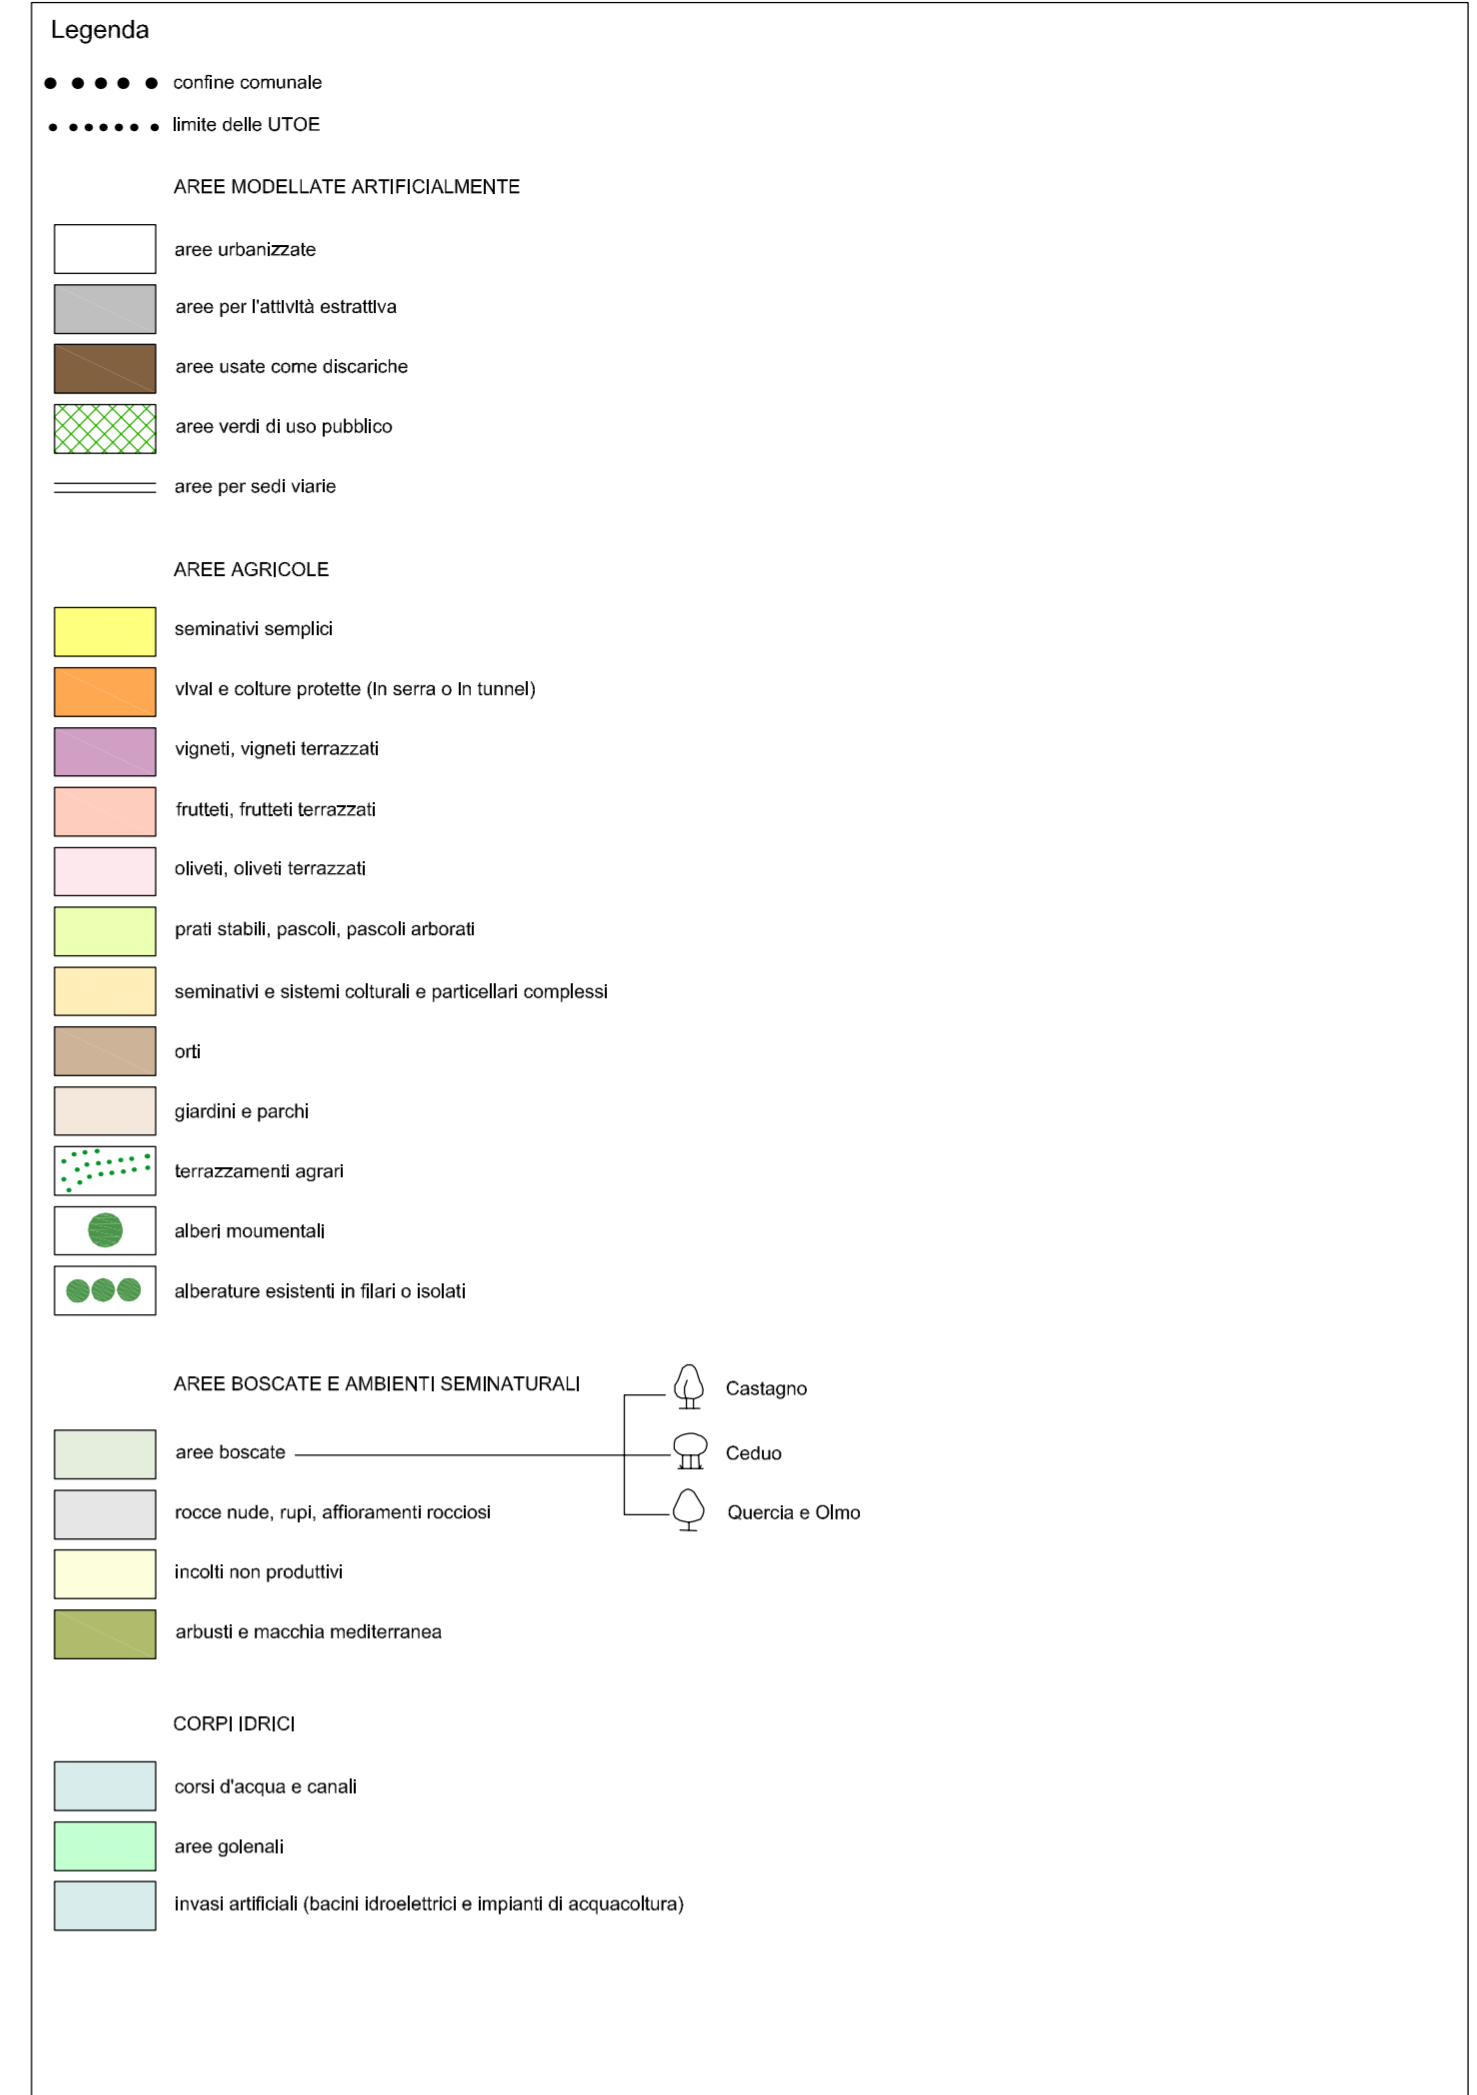 Legenda
confine comunale
limite delle UTOE
AREE MODELLATE ARTIFICIALMENTE
aree urbanizzate
aree per l'attività estrattiva
aree usate come discariche
aree verdi di uso pubblico
aree per sedi viarie
AREE AGRICOLE
seminativi semplici
vivai e colture protette (in serra o in tunnel)
vigneti, vigneti terrazzati
frutteti, frutteti terrazzati
oliveti, oliveti terrazzati
prati stabili, pascoli, pascoli arborati
seminativi e sistemi colturali e particellari complessi
orti
giardini e parchi
terrazzamenti agrari
alberi moumentali
alberature esistenti in filari o isolati
AREE BOSCATE E AMBIENTI SEMINATURALI
Castagno
aree boscate
Ceduo
rocce nude, rupi, affioramenti rocciosi
Quercia e Olmo
incolti non produttivi
arbusti e macchia mediterranea
CORPI IDRICI
corsi d'acqua e canali
aree golenali
invasi artificiali (bacini idroelettrici e impianti di acquacoltura)